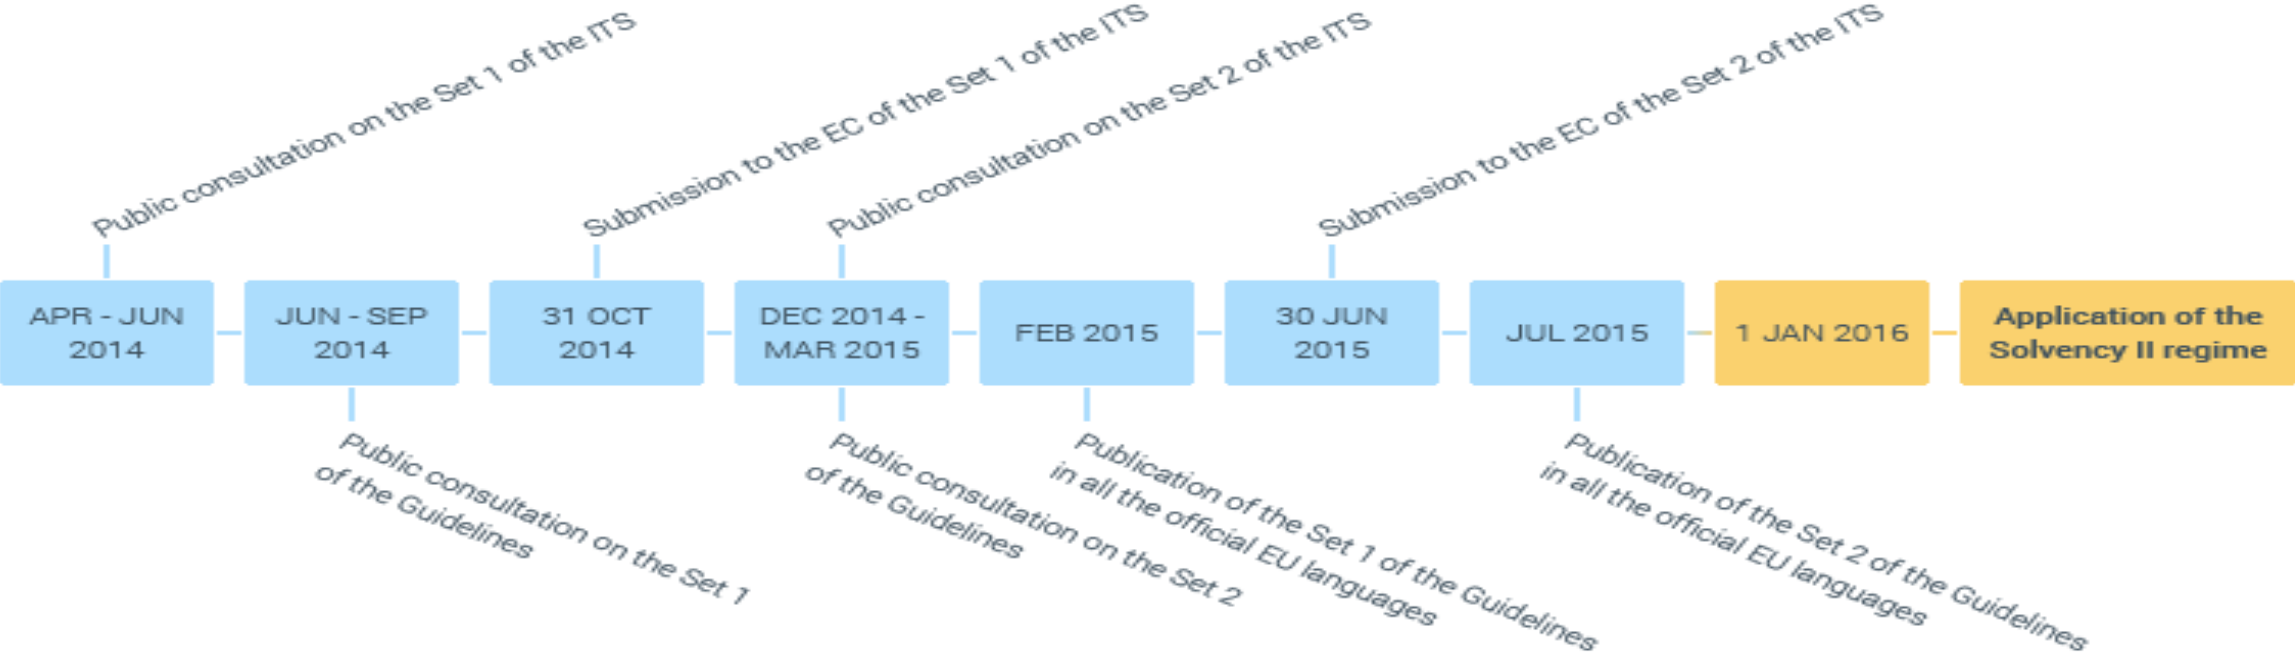 Public consultation on the Set 1 of the ITS
Submission to the EC of the Set 1 of the ITS
Public consultation on the Set 2 of the ITS
Submission to the EC of the Set 2 of the ITS
APR - JUN
2014
JUN - SEP
2014
31 OCT
2014
DEC 2014 -
MAR 2015
FEB 2015
30 JUN
2015
JUL 2015
1 JAN 2016
Application of the
Solvency II regime
Public consultation on the Set 1
of the Guidelines
Public consultation on the Set 2
of the Guidelines
Publication of the Set 1 of the Guidelines
in all the official EU languages
Publication of the Set 2 of the Guidelines
in all the official EU languages